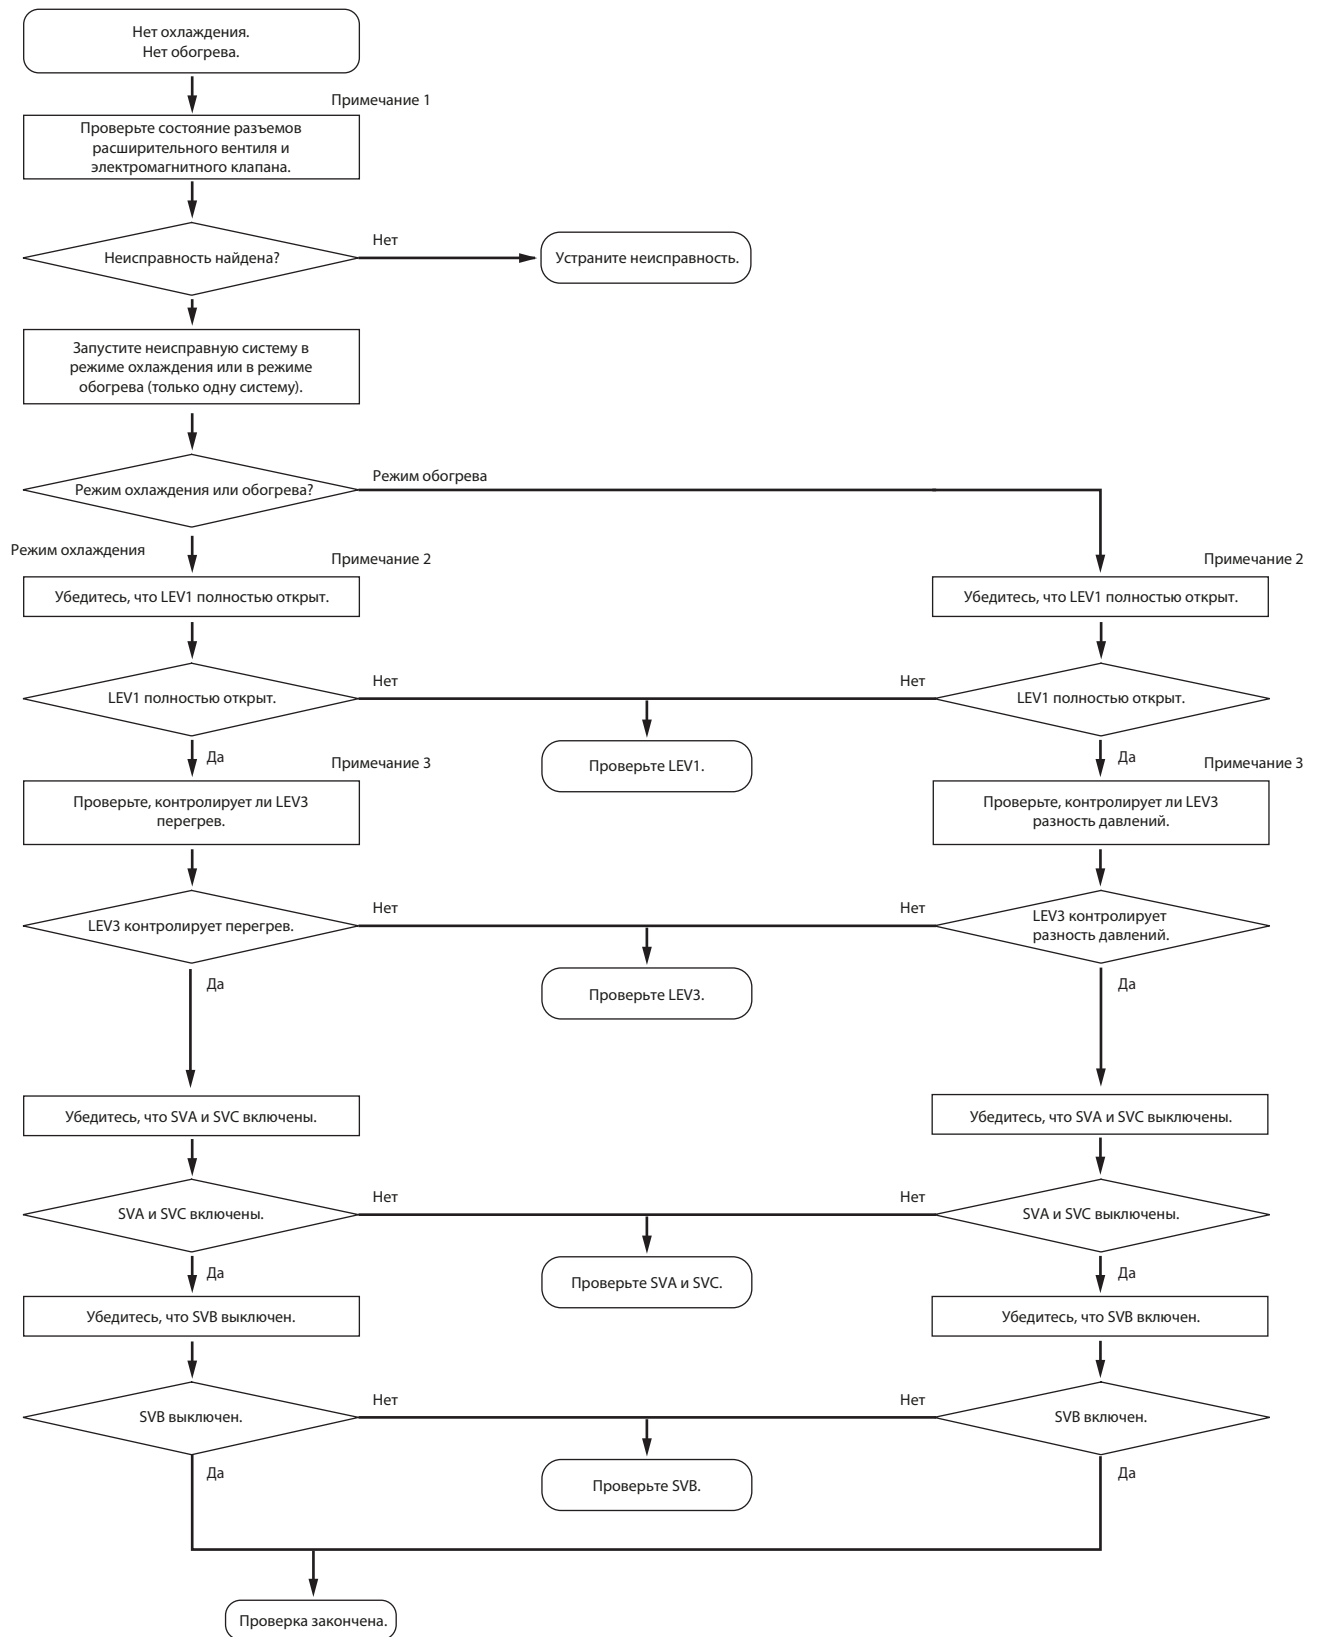 Нет охлаждения.
Нет обогрева.
Примечание 1
Проверьте состояние разъемов
расширительного вентиля и
электромагнитного клапана.
Нет
Неисправность найдена?
Устраните неисправность.
Запустите неисправную систему в
режиме охлаждения или в режиме
обогрева (только одну систему).
Режим обогрева
Режим охлаждения или обогрева?
Режим охлаждения
Примечание 2
Примечание 2
Убедитесь, что LEV1 полностью открыт.
Убедитесь, что LEV1 полностью открыт.
Нет
Нет
LEV1 полностью открыт.
LEV1 полностью открыт.
Да
Примечание 3
Проверьте LEV1.
Да
Примечание 3
Проверьте, контролирует ли LEV3
перегрев.
Проверьте, контролирует ли LEV3
разность давлений.
Нет
Нет
LEV3 контролирует перегрев.
LEV3 контролирует
разность давлений.
Да
Проверьте LEV3.
Да
Убедитесь, что SVA и SVC включены.
Убедитесь, что SVA и SVC выключены.
Нет
Нет
SVA и SVC включены.
SVA и SVC выключены.
Да
Проверьте SVA и SVC.
Да
Убедитесь, что SVB выключен.
Убедитесь, что SVB включен.
Нет
Нет
SVB выключен.
SVB включен.
Да
Проверьте SVB.
Да
Проверка закончена.